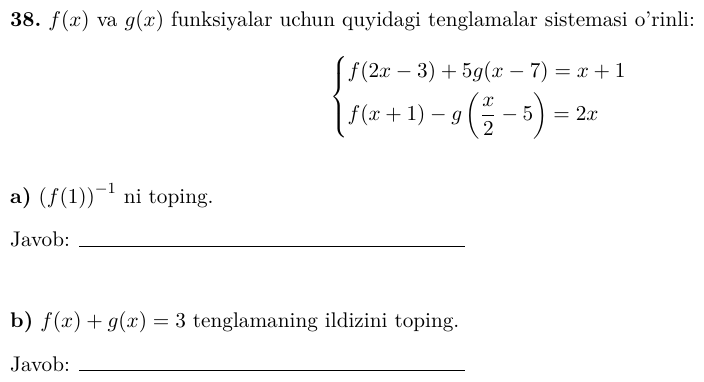 38. f(x) va g(x) funksiyalar uchun quyidagi tenglamalar sistemasi o'rinli:
f(2x − 3) + 5g(x − 7) = x + 1
f(x + 1) − g(x/2 − 5) = 2x
a) (f(1))⁻¹ ni toping.
Javob:
b) f(x) + g(x) = 3 tenglamaning ildizini toping.
Javob: